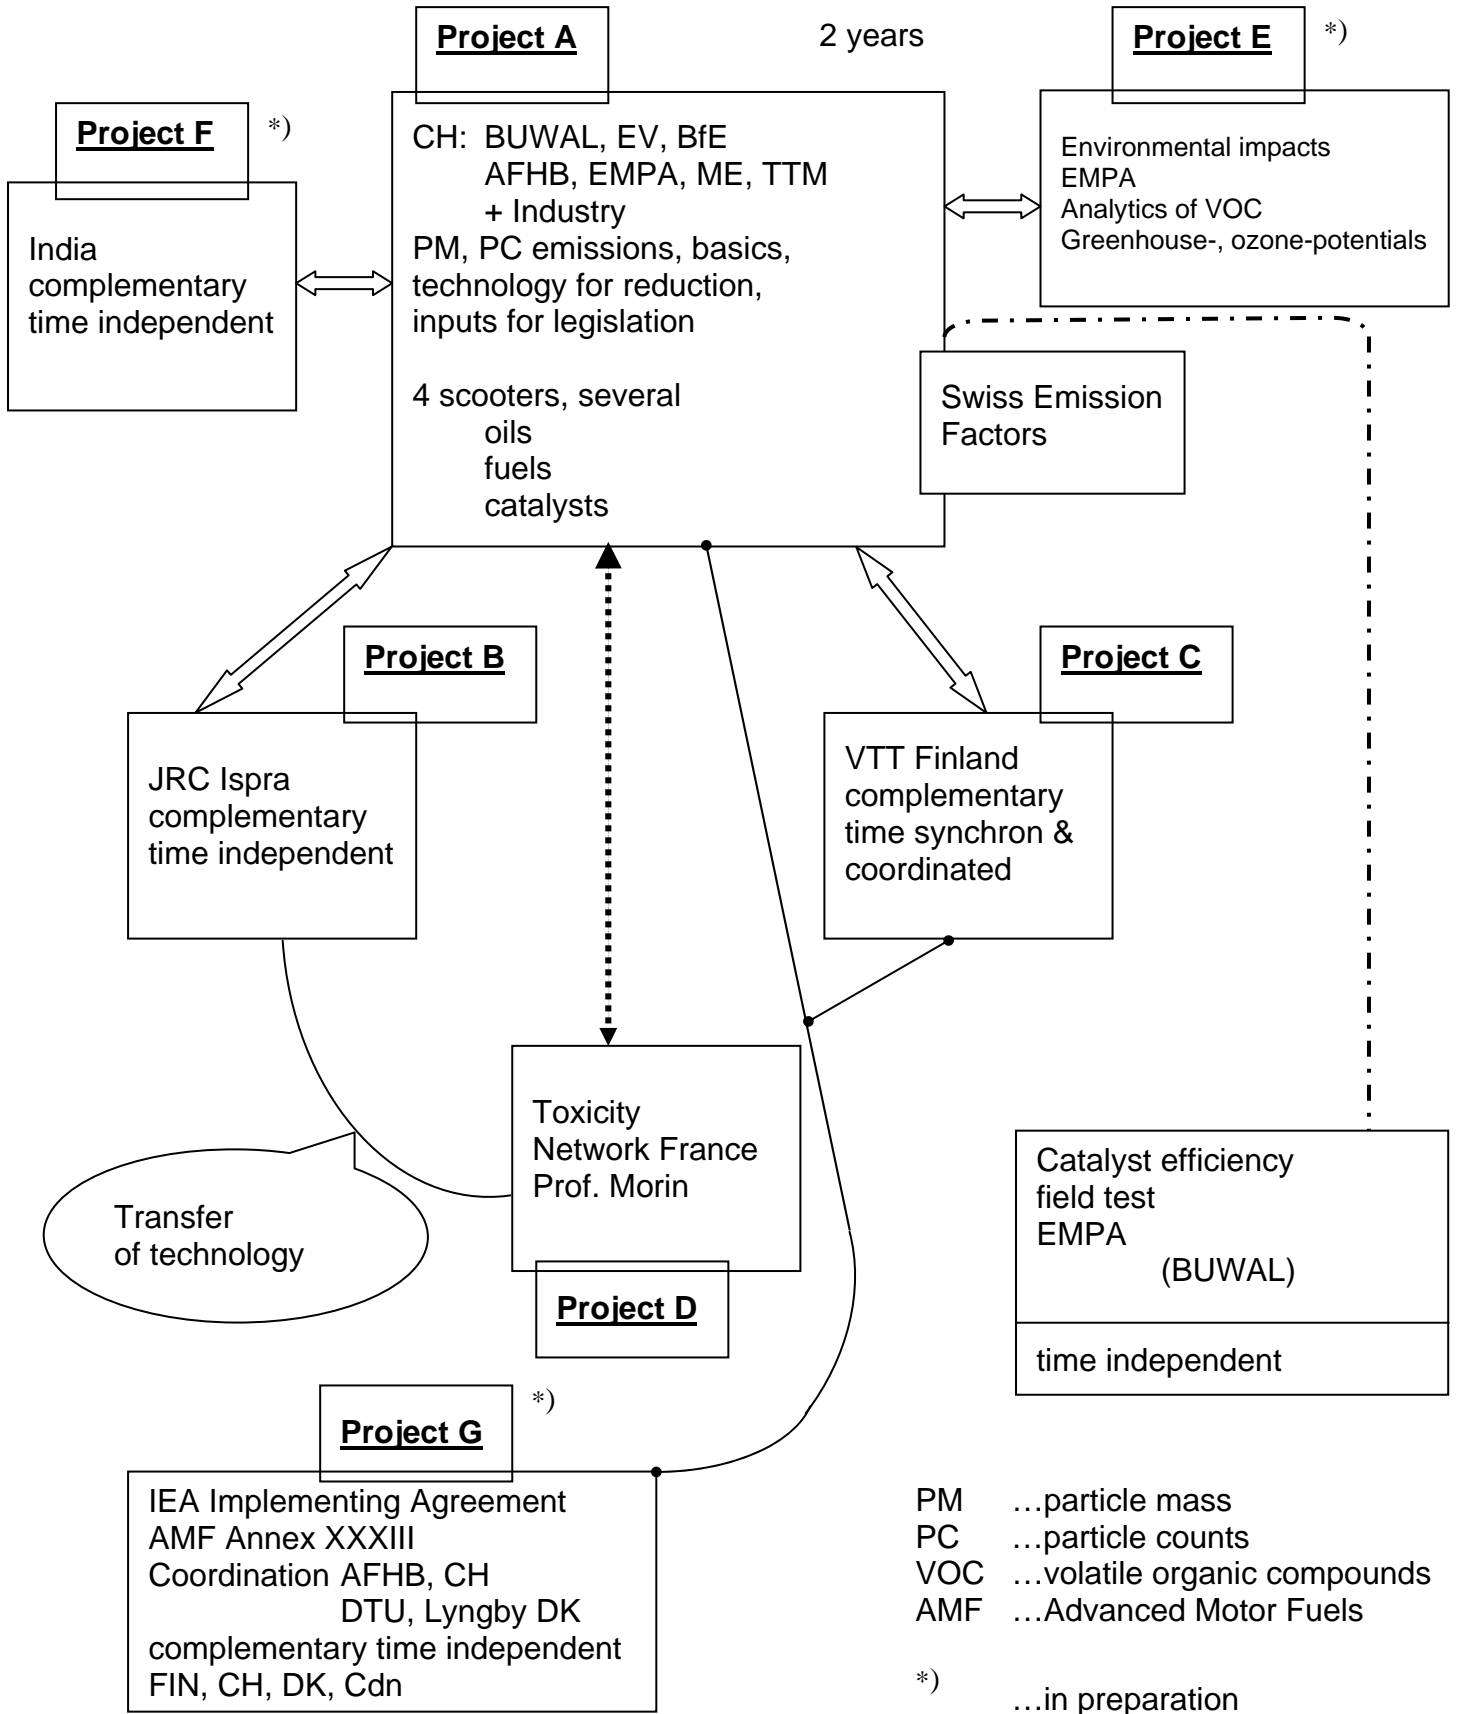 Project A
2 years
Project E *)
Project F *)
CH: BUWAL, EV, BfE
AFHB, EMPA, ME, TTM
+ Industry
PM, PC emissions, basics,
technology for reduction,
inputs for legislation
4 scooters, several
oils
fuels
catalysts
Environmental impacts
EMPA
Analytics of VOC
Greenhouse-, ozone-potentials
India
complementary
time independent
Swiss Emission
Factors
Project B
JRC Ispra
complementary
time independent
Project C
VTT Finland
complementary
time synchron &
coordinated
Toxicity
Network France
Prof. Morin
Project D
Transfer
of technology
Catalyst efficiency
field test
EMPA
(BUWAL)
time independent
Project G *)
IEA Implementing Agreement
AMF Annex XXXIII
Coordination AFHB, CH
DTU, Lyngby DK
complementary time independent
FIN, CH, DK, Cdn
PM …particle mass
PC …particle counts
VOC …volatile organic compounds
AMF …Advanced Motor Fuels
*) …in preparation